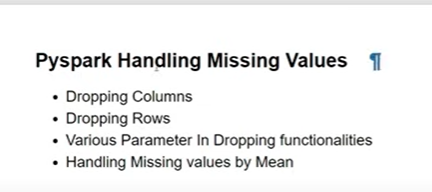 Pyspark Handling Missing Values ¶
• Dropping Columns
• Dropping Rows
• Various Parameter In Dropping functionalities
• Handling Missing values by Mean